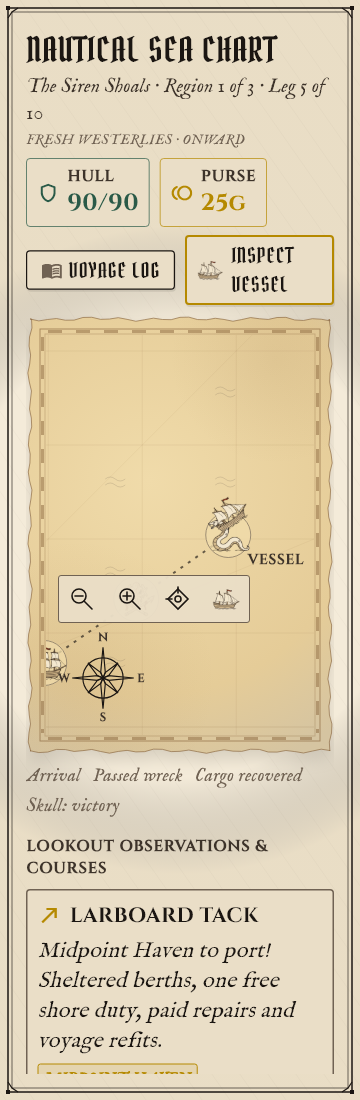 NAUTICAL SEA CHART
The Siren Shoals · Region 1 of 3 · Leg 5 of
10
FRESH WESTERLIES · ONWARD
HULL
90/90
PURSE
25G
VOYAGE LOG
INSPECT
VESSEL
VESSEL
N
W
E
S
Arrival Passed wreck Cargo recovered
Skull: victory
LOOKOUT OBSERVATIONS &
COURSES
LARBOARD TACK
Midpoint Haven to port!
Sheltered berths, one free
shore duty, paid repairs and
voyage refits.
MIDPOINT HAVEN